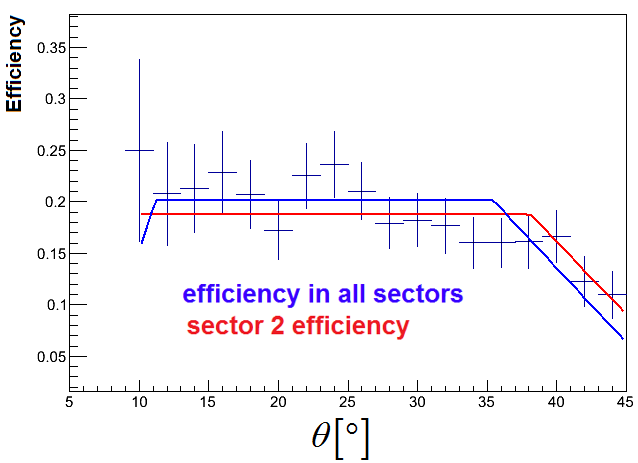 Efficiency
0.35
0.3
0.25
0.2
0.15
0.1
0.05
efficiency in all sectors
sector 2 efficiency
5 10 15 20 25 30 35 40 45
θ[°]